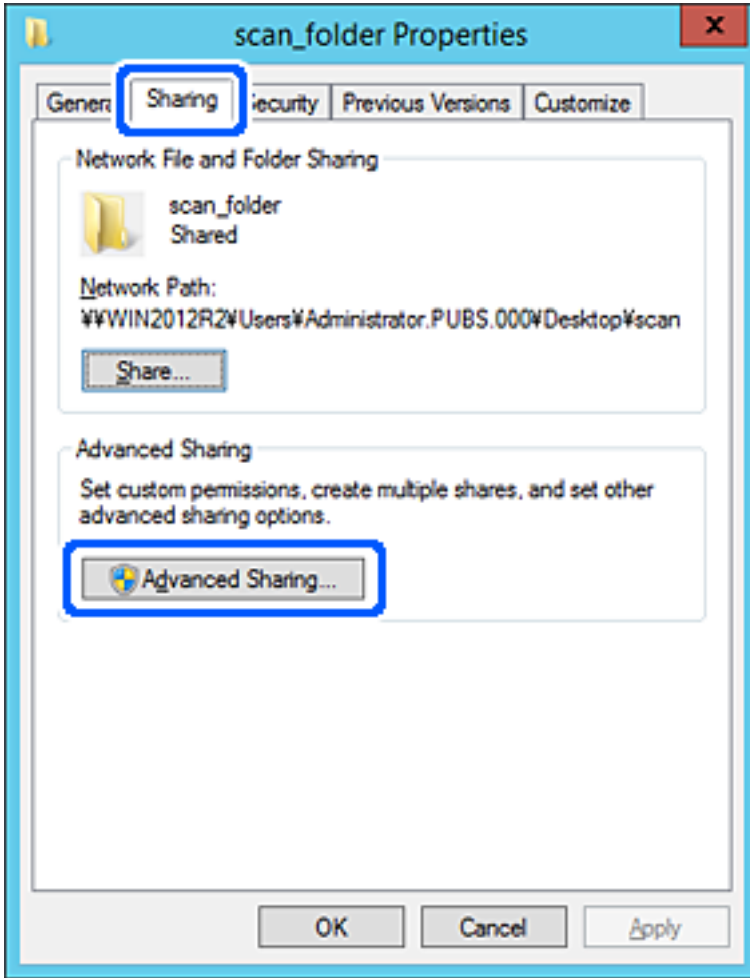 scan_folder Properties
x
Genera Sharing Security Previous Versions Customize
Network File and Folder Sharing
scan_folder
Shared
Network Path:
¥¥WIN2012R2¥Users¥Administrator.PUBS.000¥Desktop¥scan
Share...
Advanced Sharing
Set custom permissions, create multiple shares, and set other
advanced sharing options.
Advanced Sharing...
OK Cancel Apply